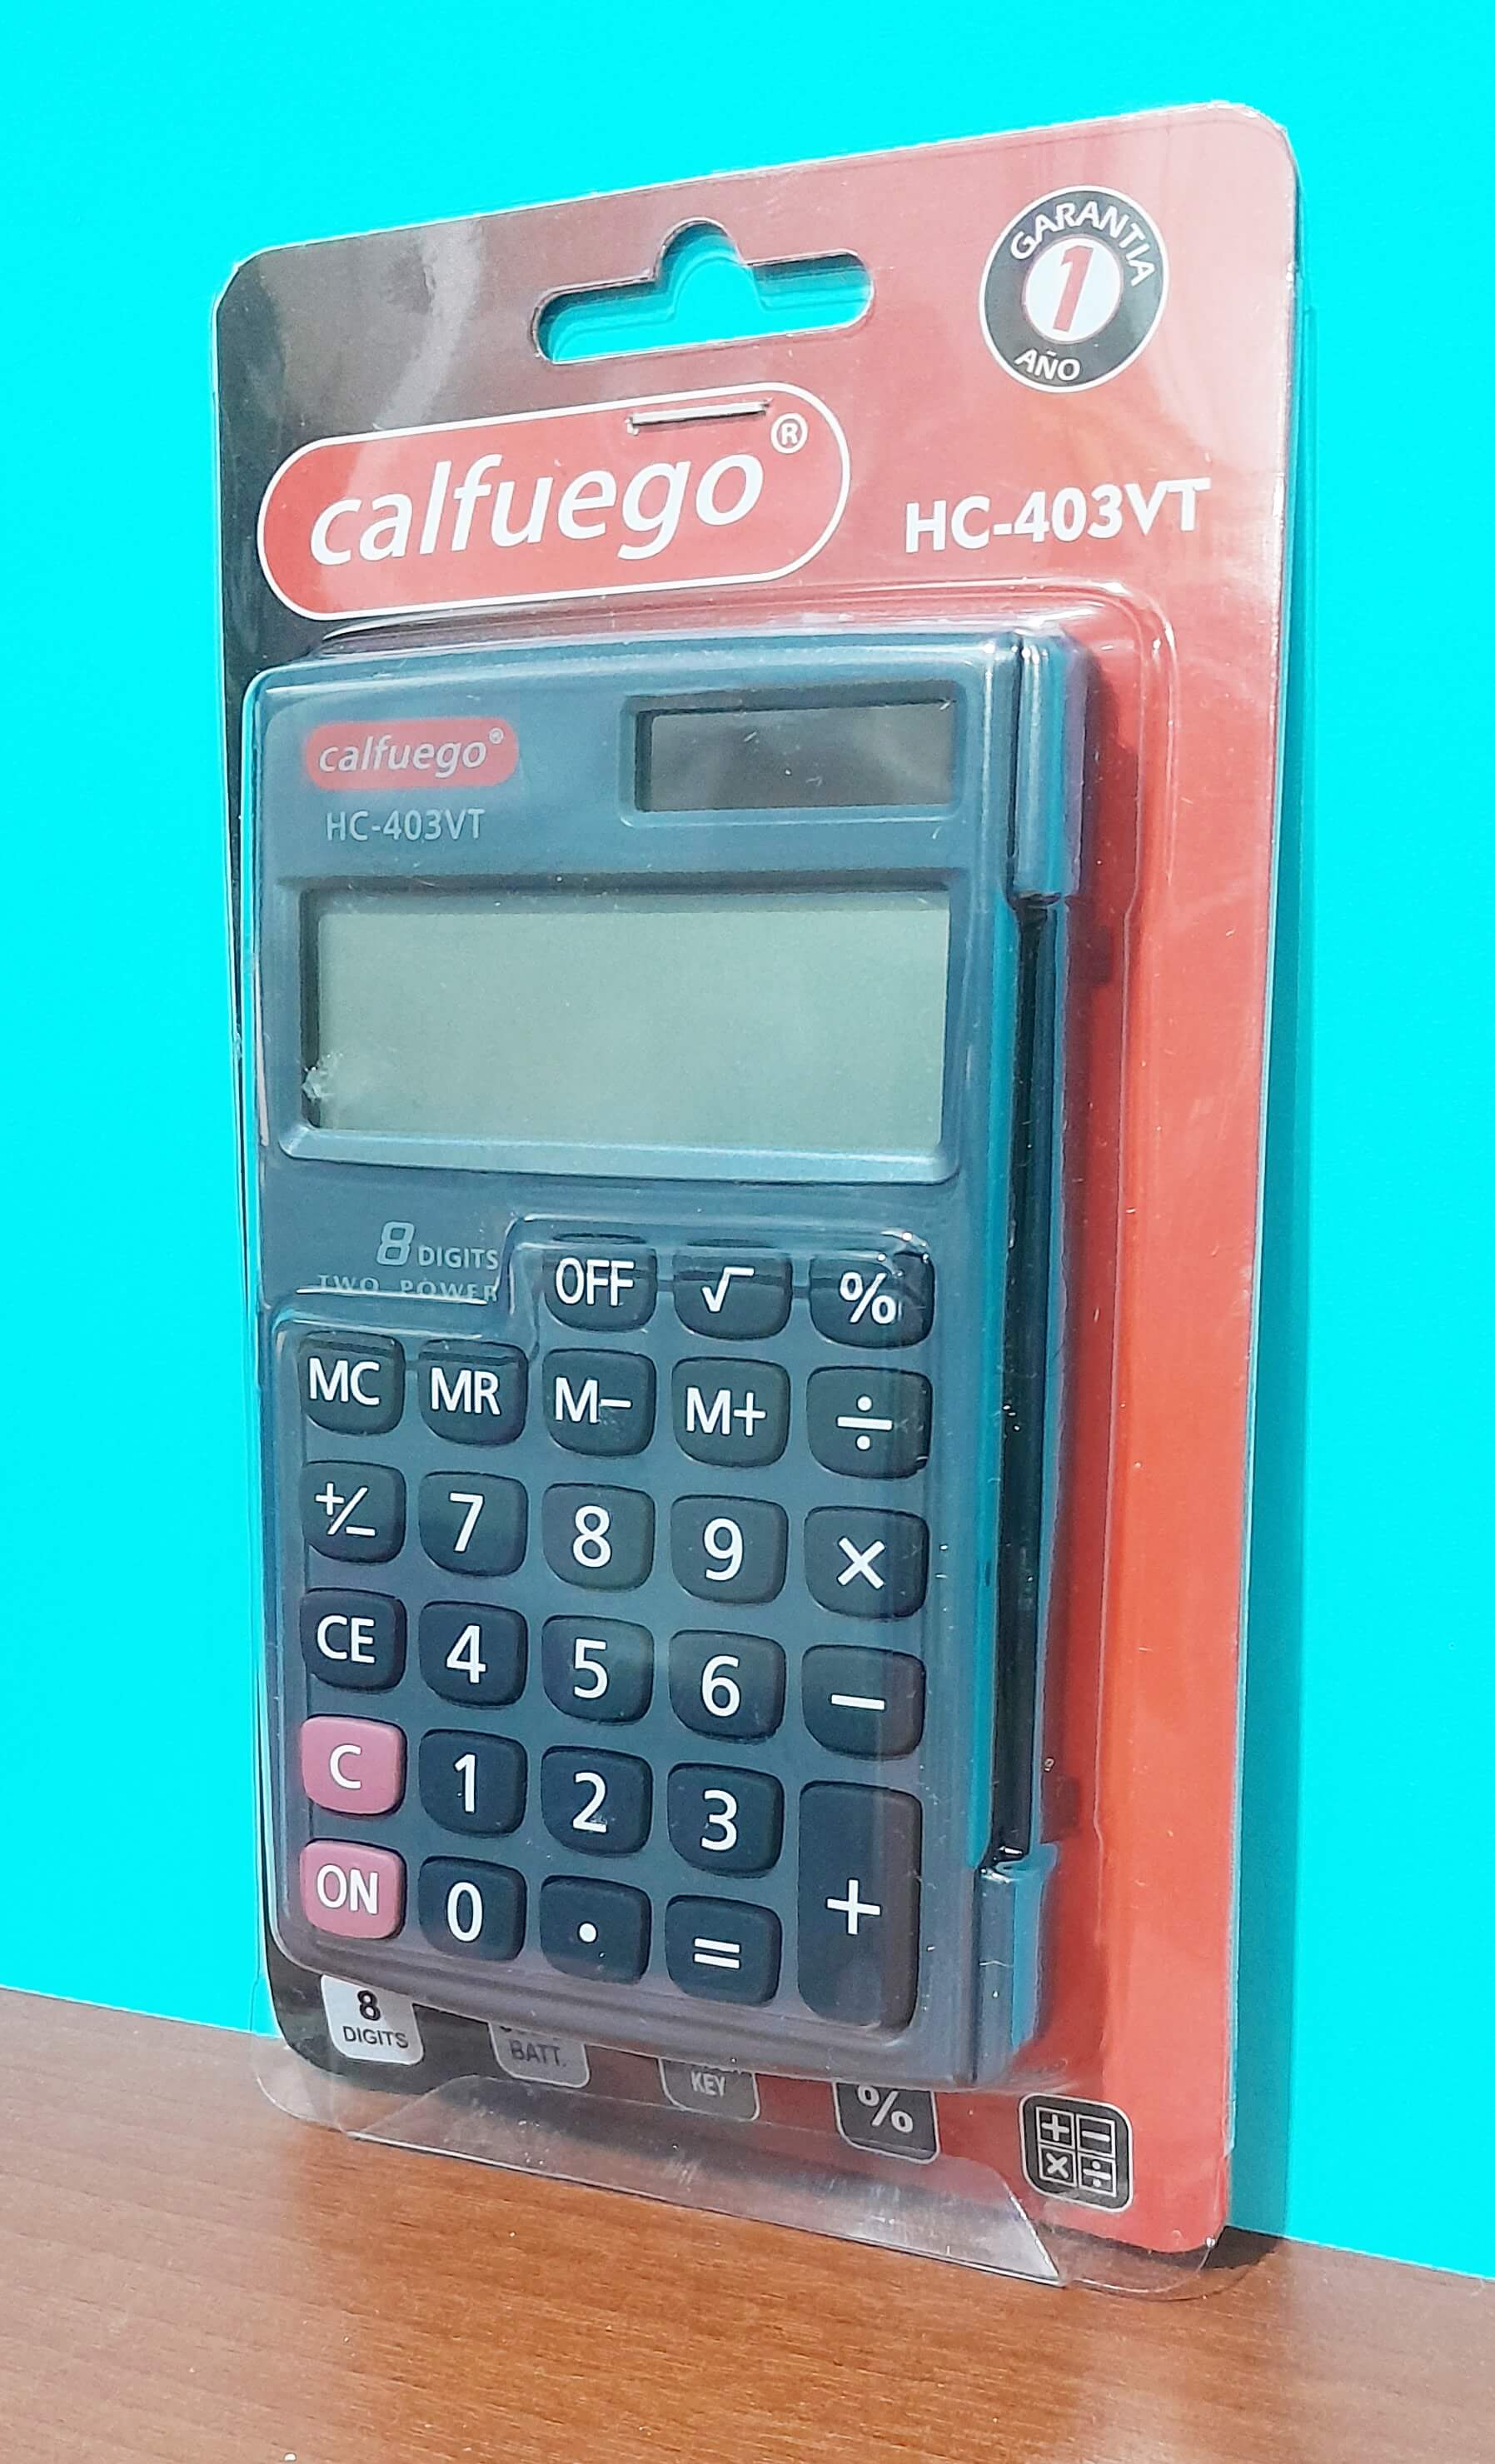 GARANTIA
1
AÑO
calfuego®
HC-403VT
calfuego®
HC-403VT
8 DIGITS
TWO POWER
OFF √ %
MC MR M− M+ ÷
+/− 7 8 9 ×
CE 4 5 6 −
C 1 2 3
ON 0 . = +
8
DIGITS
BATT.
KEY
%
+ −
× ÷